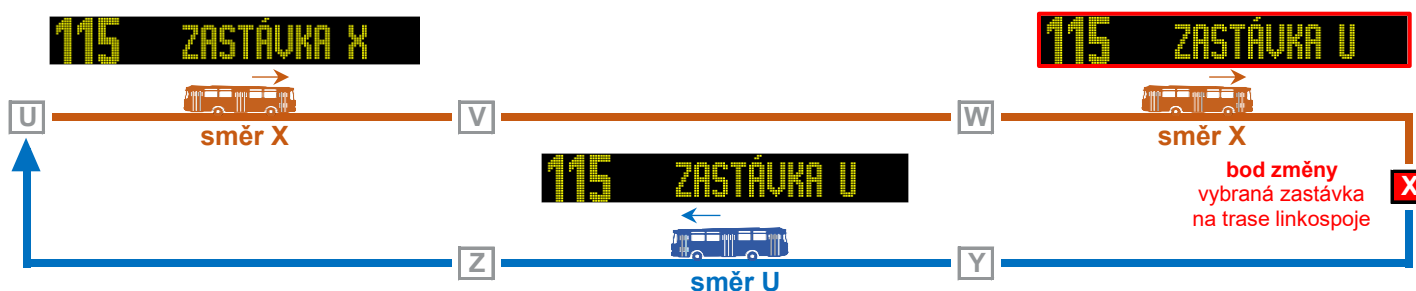 115 ZASTÁVKA X
115 ZASTÁVKA U
U
V
W
směr X
směr X
bod změny
vybraná zastávka
na trase linkospoje
X
115 ZASTÁVKA U
Z
Y
směr U